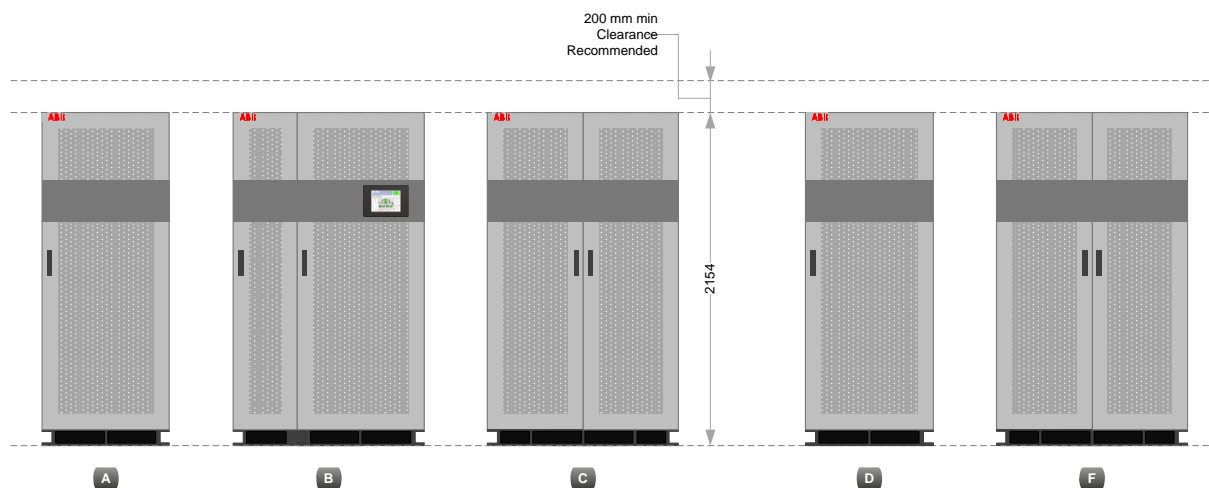 200 mm min
Clearance
Recommended
ABB
ABB
ABB
ABB
ABB
2154
A
B
C
D
F